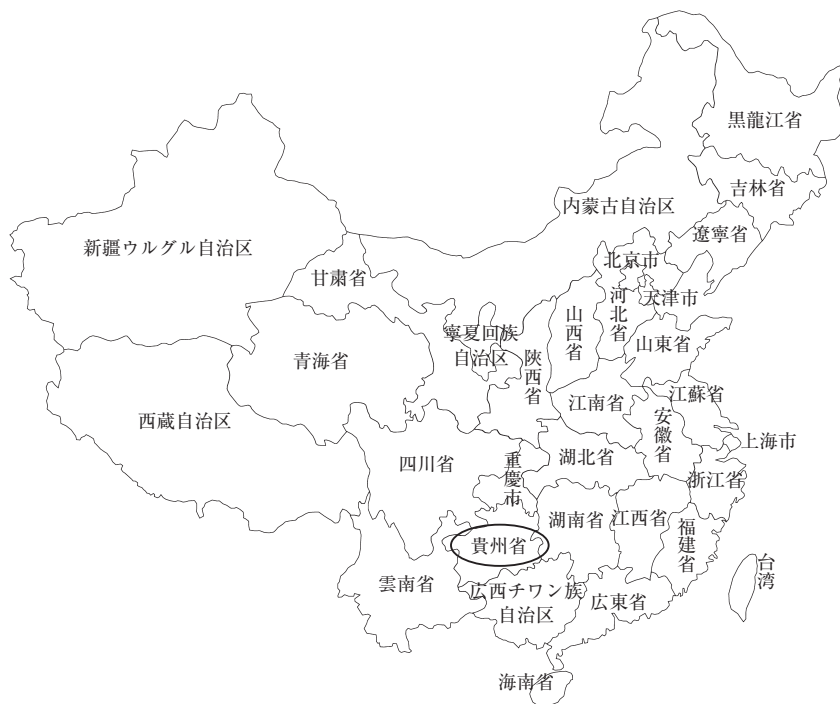 黒龍江省
吉林省
内蒙古自治区
遼寧省
新疆ウルグル自治区
北京市
甘粛省
天津市
河北省
山西省
寧夏回族
自治区
山東省
陝西省
青海省
江蘇省
江南省
安徽省
西蔵自治区
上海市
四川省
湖北省
重慶市
浙江省
湖南省
江西省
福建省
貴州省
台湾
雲南省
広西チワン族
自治区
広東省
海南省